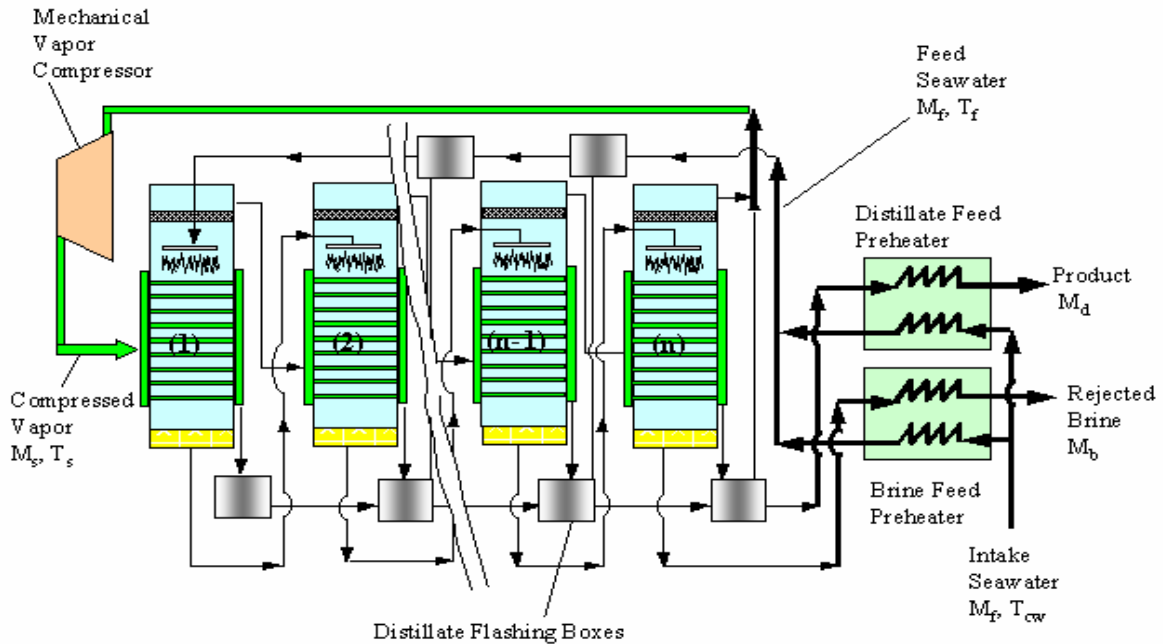 Mechanical
Vapor
Compressor
Feed
Seawater
M_f, T_f
Distillate Feed
Preheater
Product
M_d
(1)
(2)
(n-1)
(n)
Compressed
Vapor
M_s, T_s
Rejected
Brine
M_b
Brine Feed
Preheater
Intake
Seawater
M_f, T_cw
Distillate Flashing Boxes